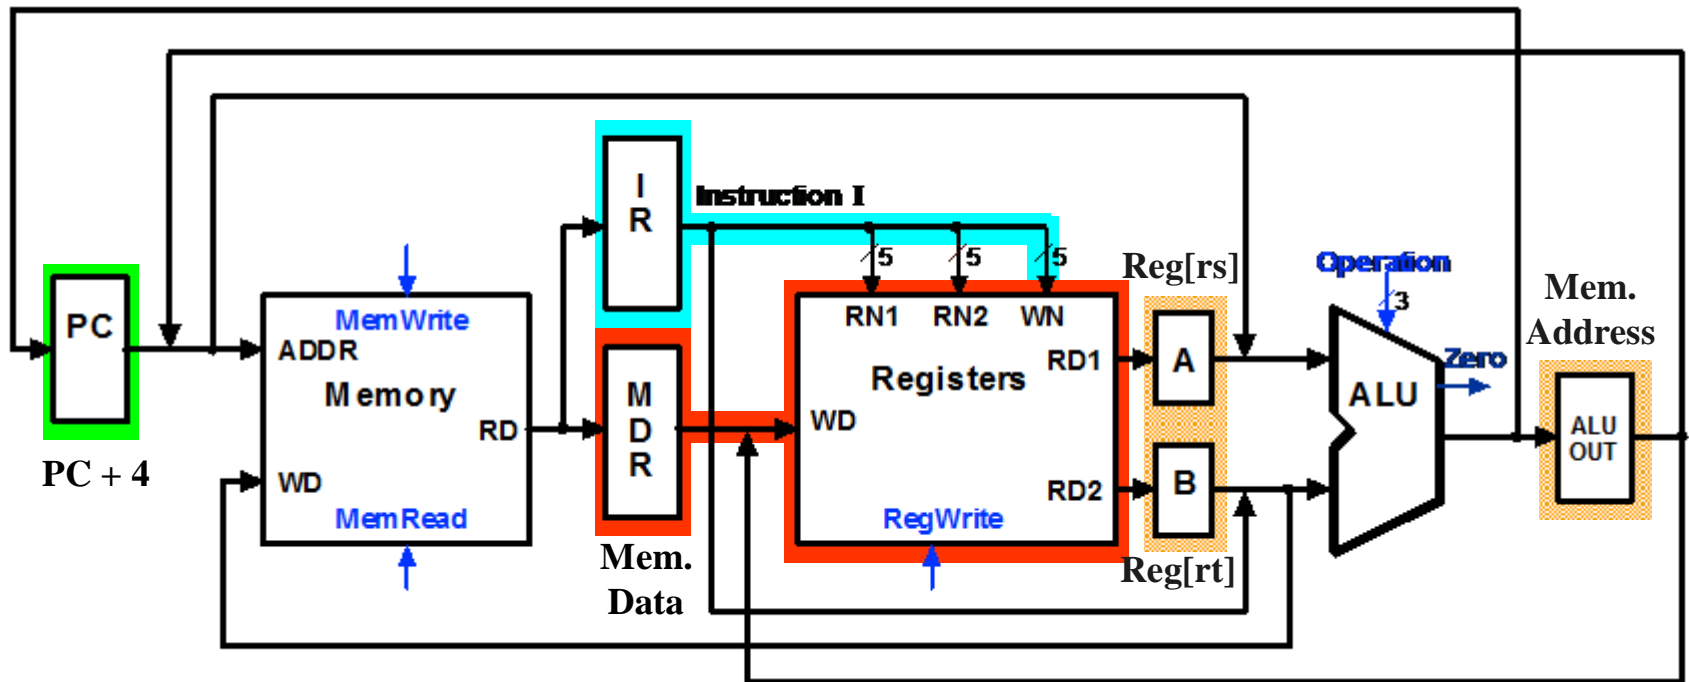 Instruction I
I
R
5
5
5
Reg[rs]
Operation
3
Mem.
Address
PC
MemWrite
ADDR
Memory
RD
WD
MemRead
PC + 4
M
D
R
Mem.
Data
RN1
RN2
WN
RD1
Registers
WD
RD2
RegWrite
A
B
Reg[rt]
Zero
ALU
ALU
OUT